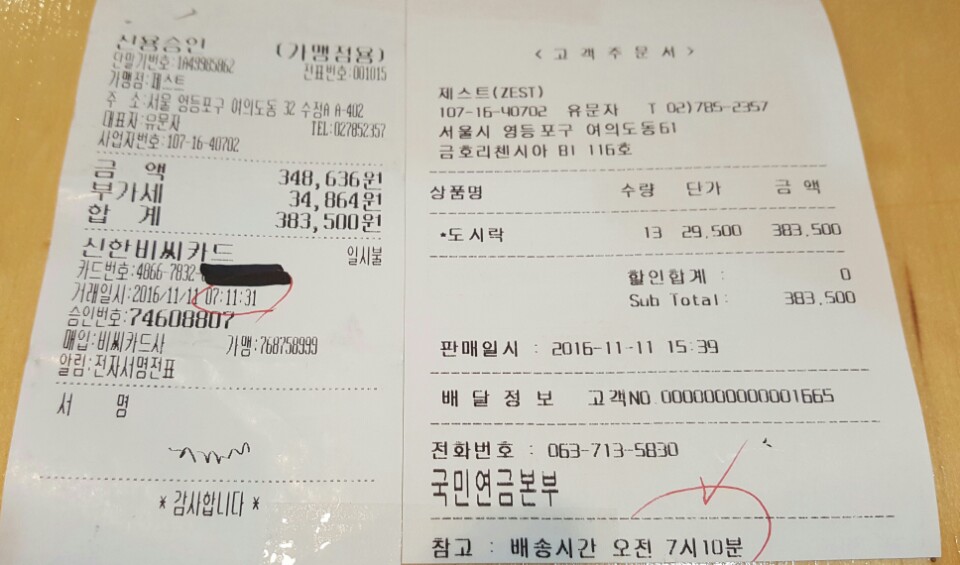 신용승인 (가맹점용)
단말기번호:1A49985862 전표번호:001015
가맹점:제스트
주 소:서울 영등포구 여의도동 32 수정A A-402
대표자:유문자 TEL:027852357
사업자번호:107-16-40702
금 액 348,636원
부가세 34,864원
합 계 383,500원
신한비씨카드 일시불
카드번호:4866-7832-
거래일시:2016/11/11 07:11:31
승인번호:74608807
매입:비씨카드사 가맹:768758999
알림:전자서명전표
서 명
* 감사합니다 *
< 고 객 주 문 서 >
제스트(ZEST)
107-16-40702 유문자 T 02)785-2357
서울시 영등포구 여의도동61
금호리첸시아 B1 116호
상품명 수량 단가 금 액
*도시락 13 29,500 383,500
할인합계 : 0
Sub Total: 383,500
판매일시 : 2016-11-11 15:39
배 달 정 보 고객NO.0000000000001665
전화번호 : 063-713-5830
국민연금본부
참고 : 배송시간 오전 7시10분